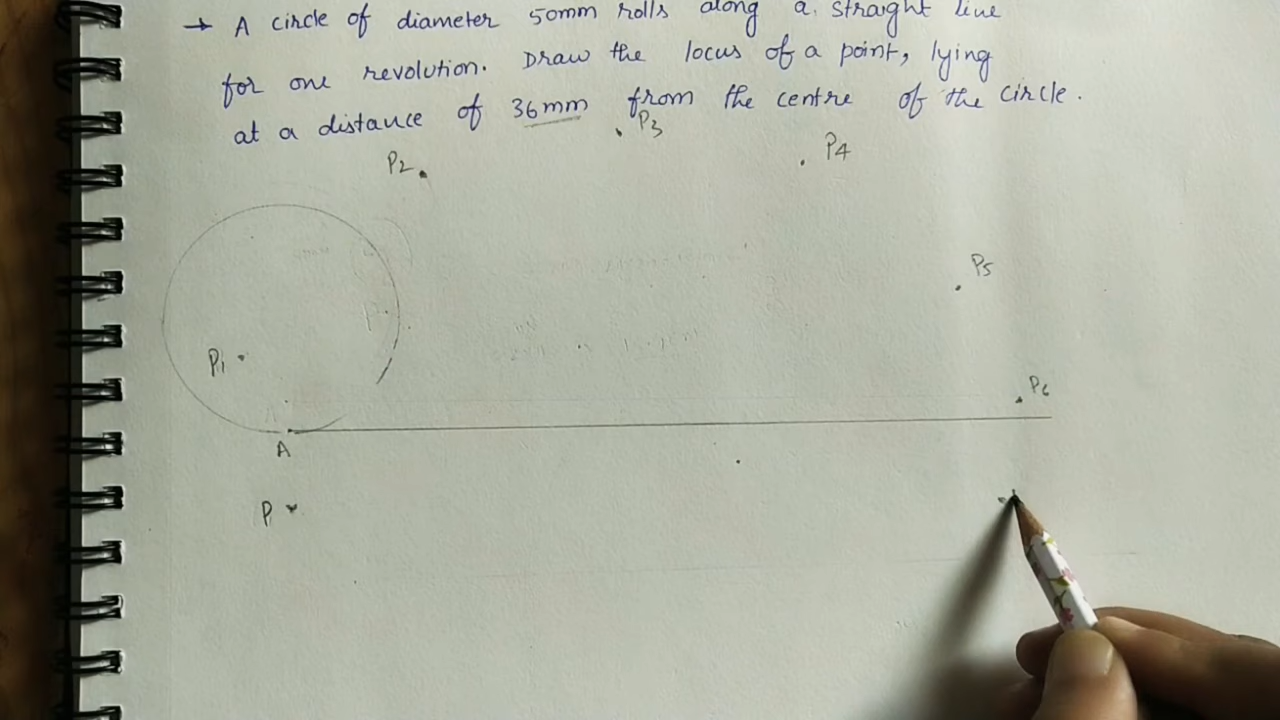 → A circle of diameter 50mm rolls along a straight line
for one revolution. Draw the locus of a point, lying
at a distance of 36mm from the centre of the circle.
P3
P4
P2
P5
P1
P6
A
P